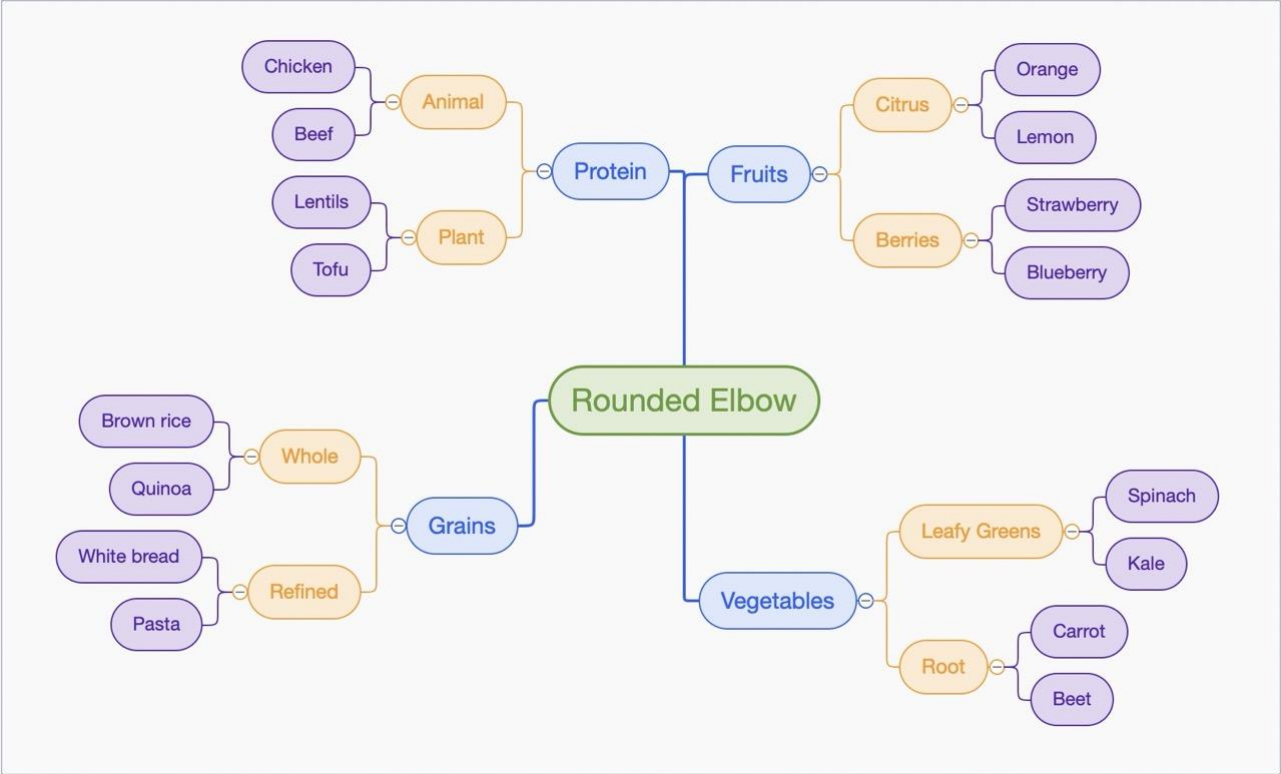 Chicken
Animal
Beef
Lentils
Plant
Tofu
Protein
Fruits
Citrus
Orange
Lemon
Berries
Strawberry
Blueberry
Rounded Elbow
Brown rice
Whole
Quinoa
White bread
Refined
Pasta
Grains
Vegetables
Leafy Greens
Spinach
Kale
Root
Carrot
Beet